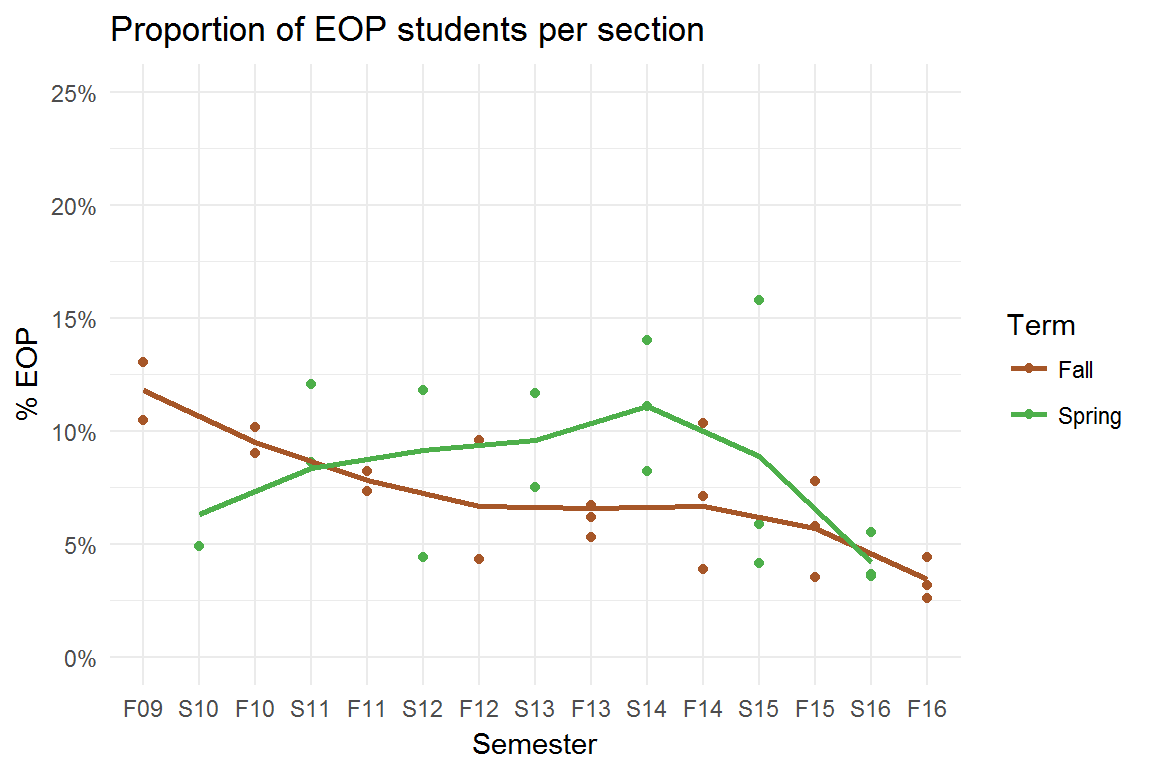 Proportion of EOP students per section
25%
20%
15%
10%
5%
0%
% EOP
F09 S10 F10 S11 F11 S12 F12 S13 F13 S14 F14 S15 F15 S16 F16
Semester
Term
Fall
Spring